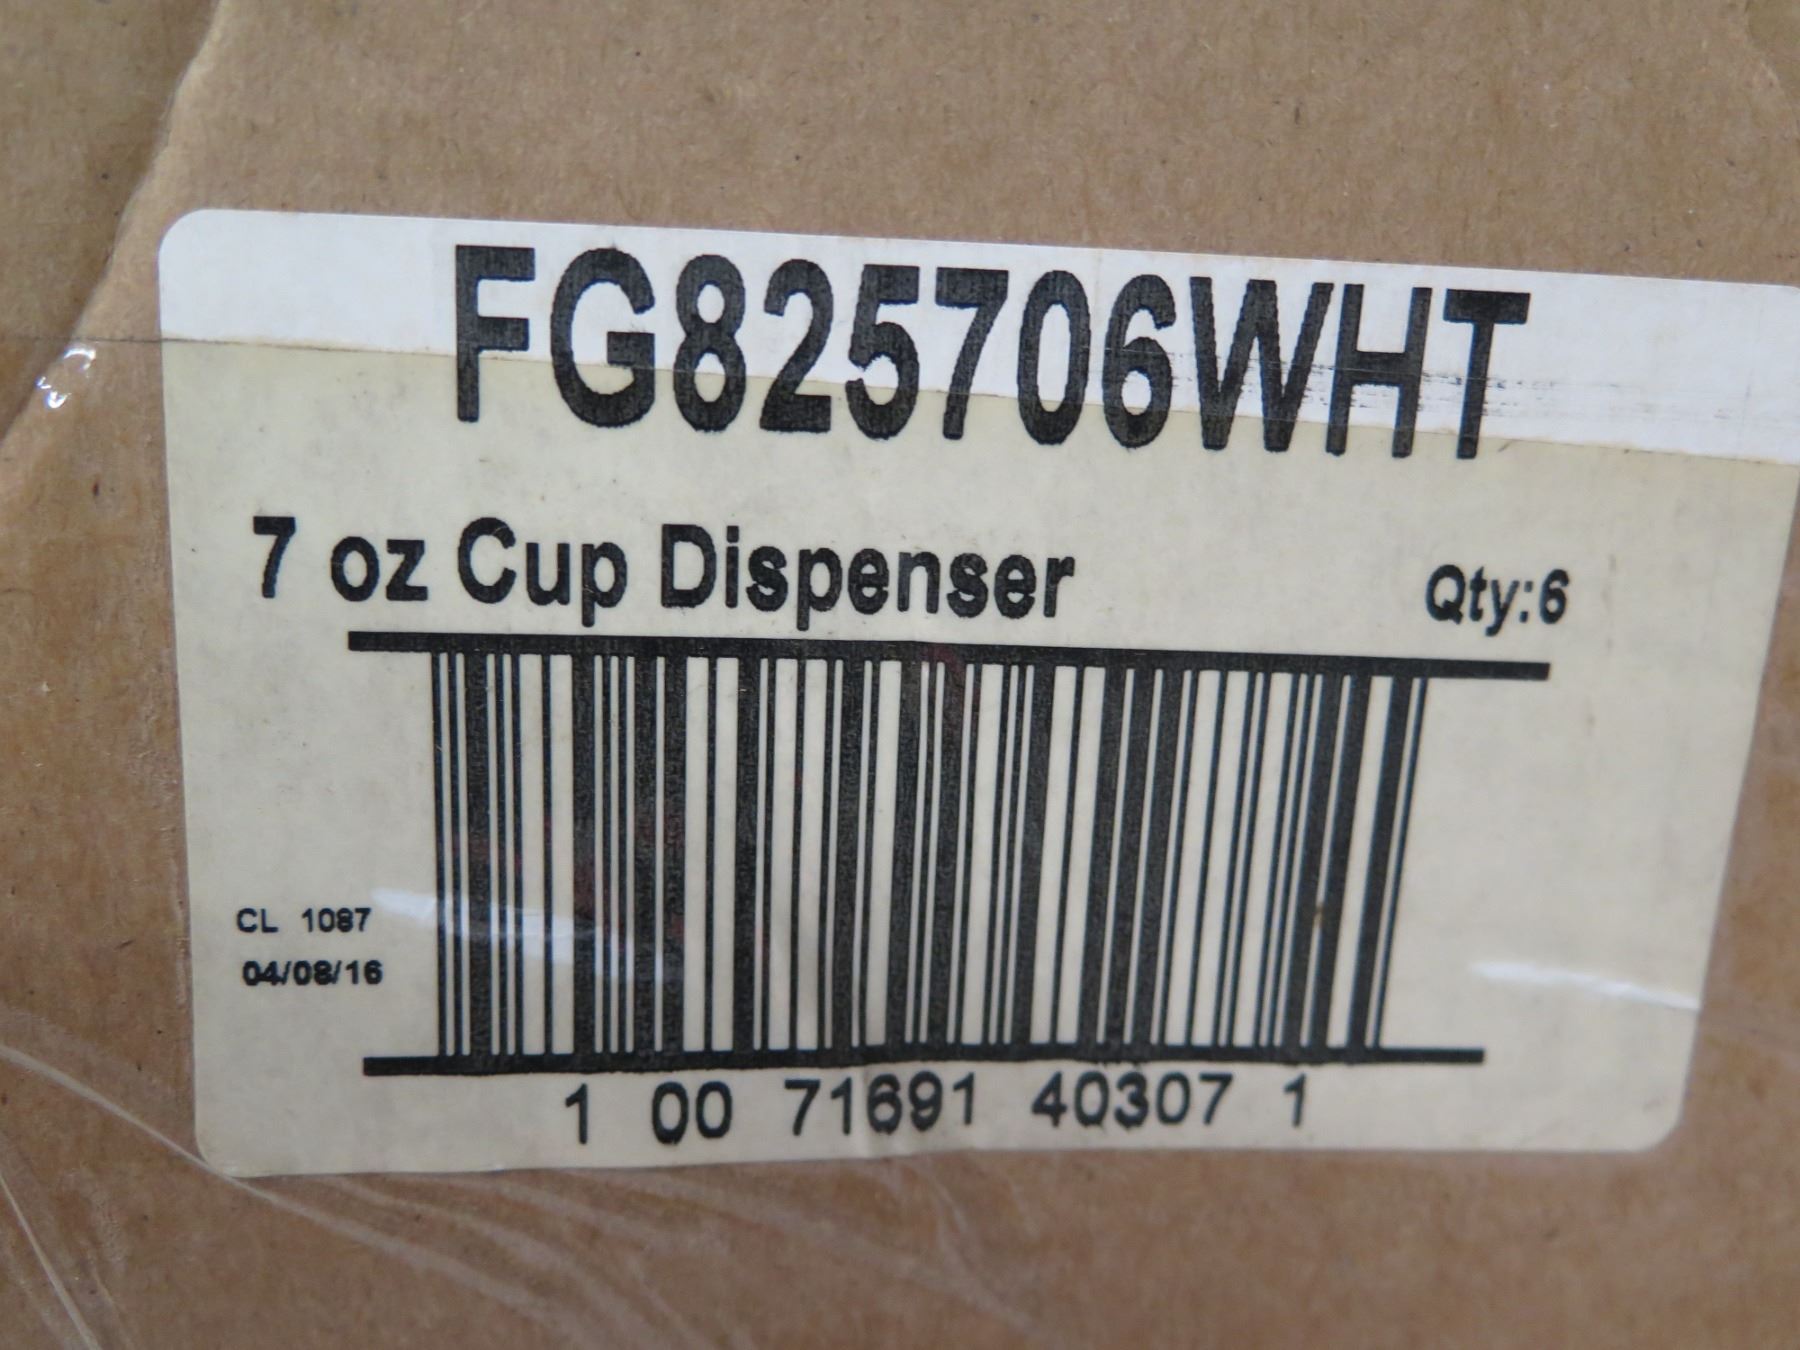 FG825706WHT
7 oz Cup Dispenser Qty:6
CL 1087
04/08/16
1 00 71691 40307 1